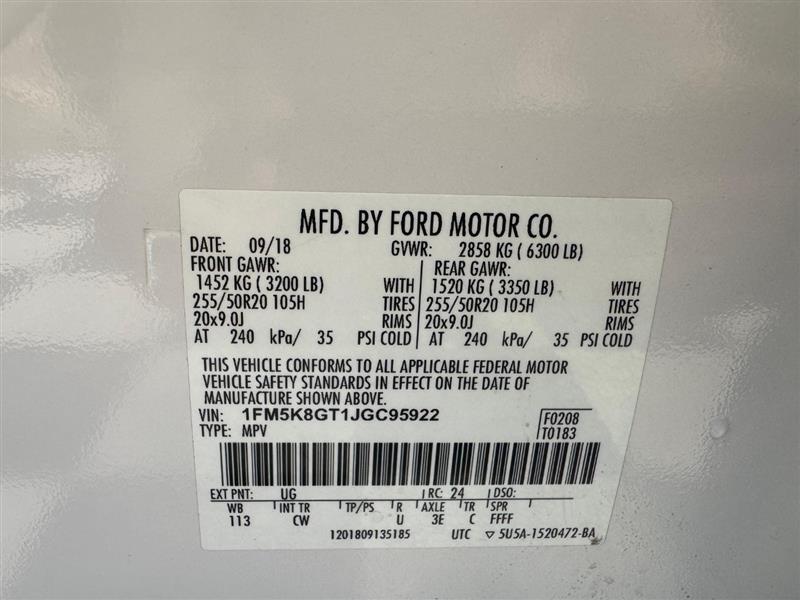 MFD. BY FORD MOTOR CO.
DATE: 09/18 GVWR: 2858 KG ( 6300 LB)
FRONT GAWR: REAR GAWR:
1452 KG ( 3200 LB) WITH 1520 KG ( 3350 LB) WITH
255/50R20 105H TIRES 255/50R20 105H TIRES
20x9.0J RIMS 20x9.0J RIMS
AT 240 kPa/ 35 PSI COLD AT 240 kPa/ 35 PSI COLD
THIS VEHICLE CONFORMS TO ALL APPLICABLE FEDERAL MOTOR
VEHICLE SAFETY STANDARDS IN EFFECT ON THE DATE OF
MANUFACTURE SHOWN ABOVE.
VIN: 1FM5K8GT1JGC95922 F0208
TYPE: MPV T0183
EXT PNT: UG RC: 24 DSO:
WB INT TR TP/PS R AXLE TR SPR
113 CW U 3E C FFFF
1201809135185 UTC ▽ 5U5A-1520472-BA